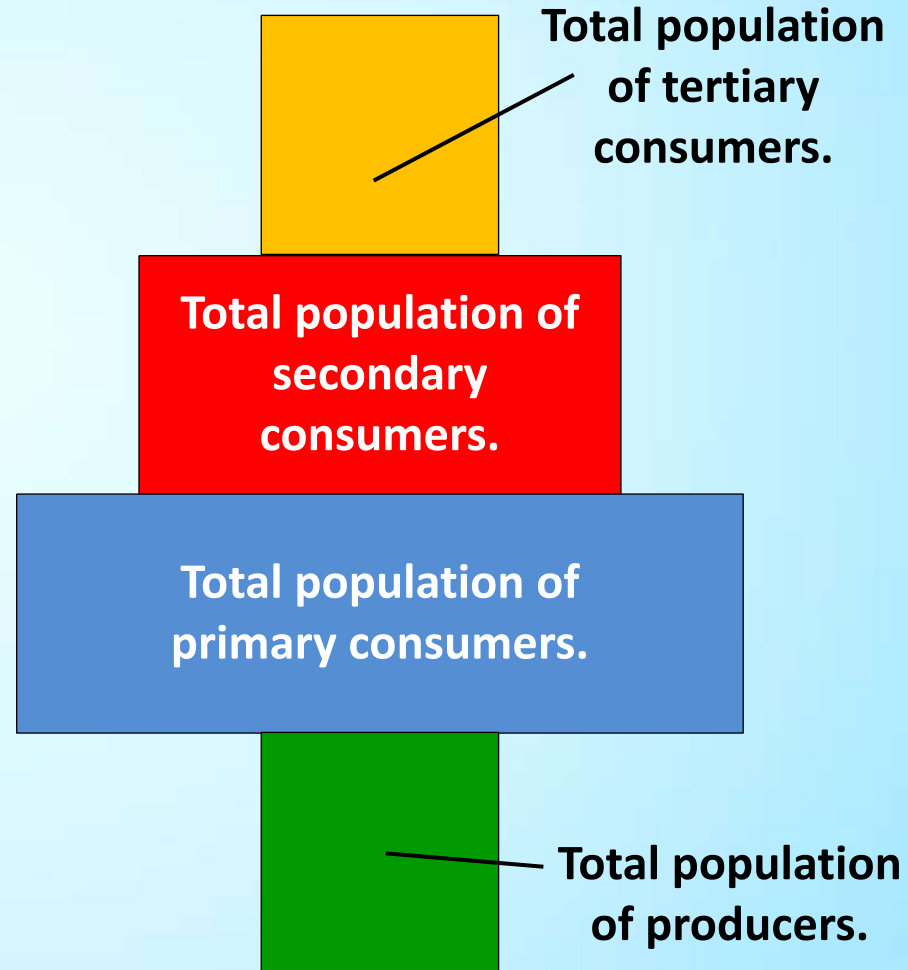 Total population
of tertiary
consumers.
Total population of
secondary
consumers.
Total population of
primary consumers.
Total population
of producers.